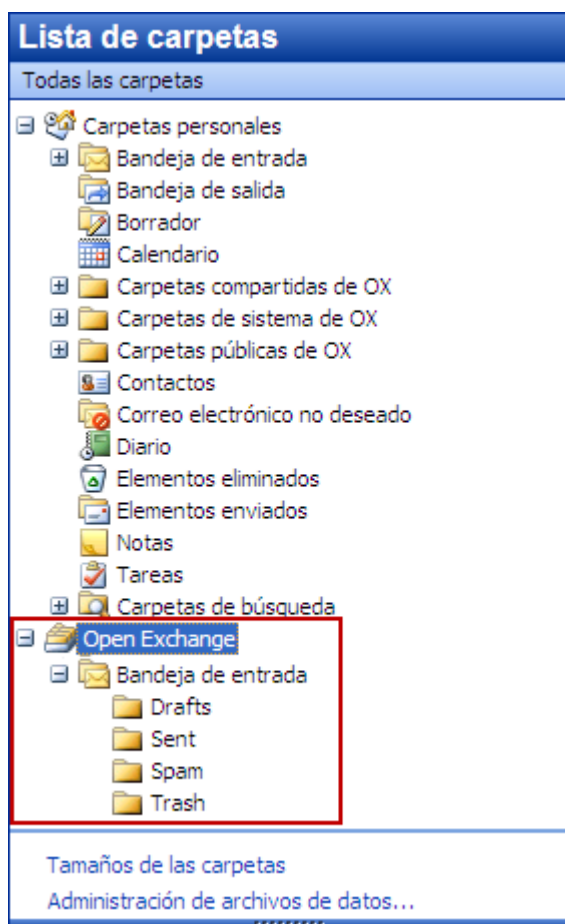 Lista de carpetas
Todas las carpetas
Carpetas personales
Bandeja de entrada
Bandeja de salida
Borrador
Calendario
Carpetas compartidas de OX
Carpetas de sistema de OX
Carpetas públicas de OX
Contactos
Correo electrónico no deseado
Diario
Elementos eliminados
Elementos enviados
Notas
Tareas
Carpetas de búsqueda
Open Exchange
Bandeja de entrada
Drafts
Sent
Spam
Trash
Tamaños de las carpetas
Administración de archivos de datos...